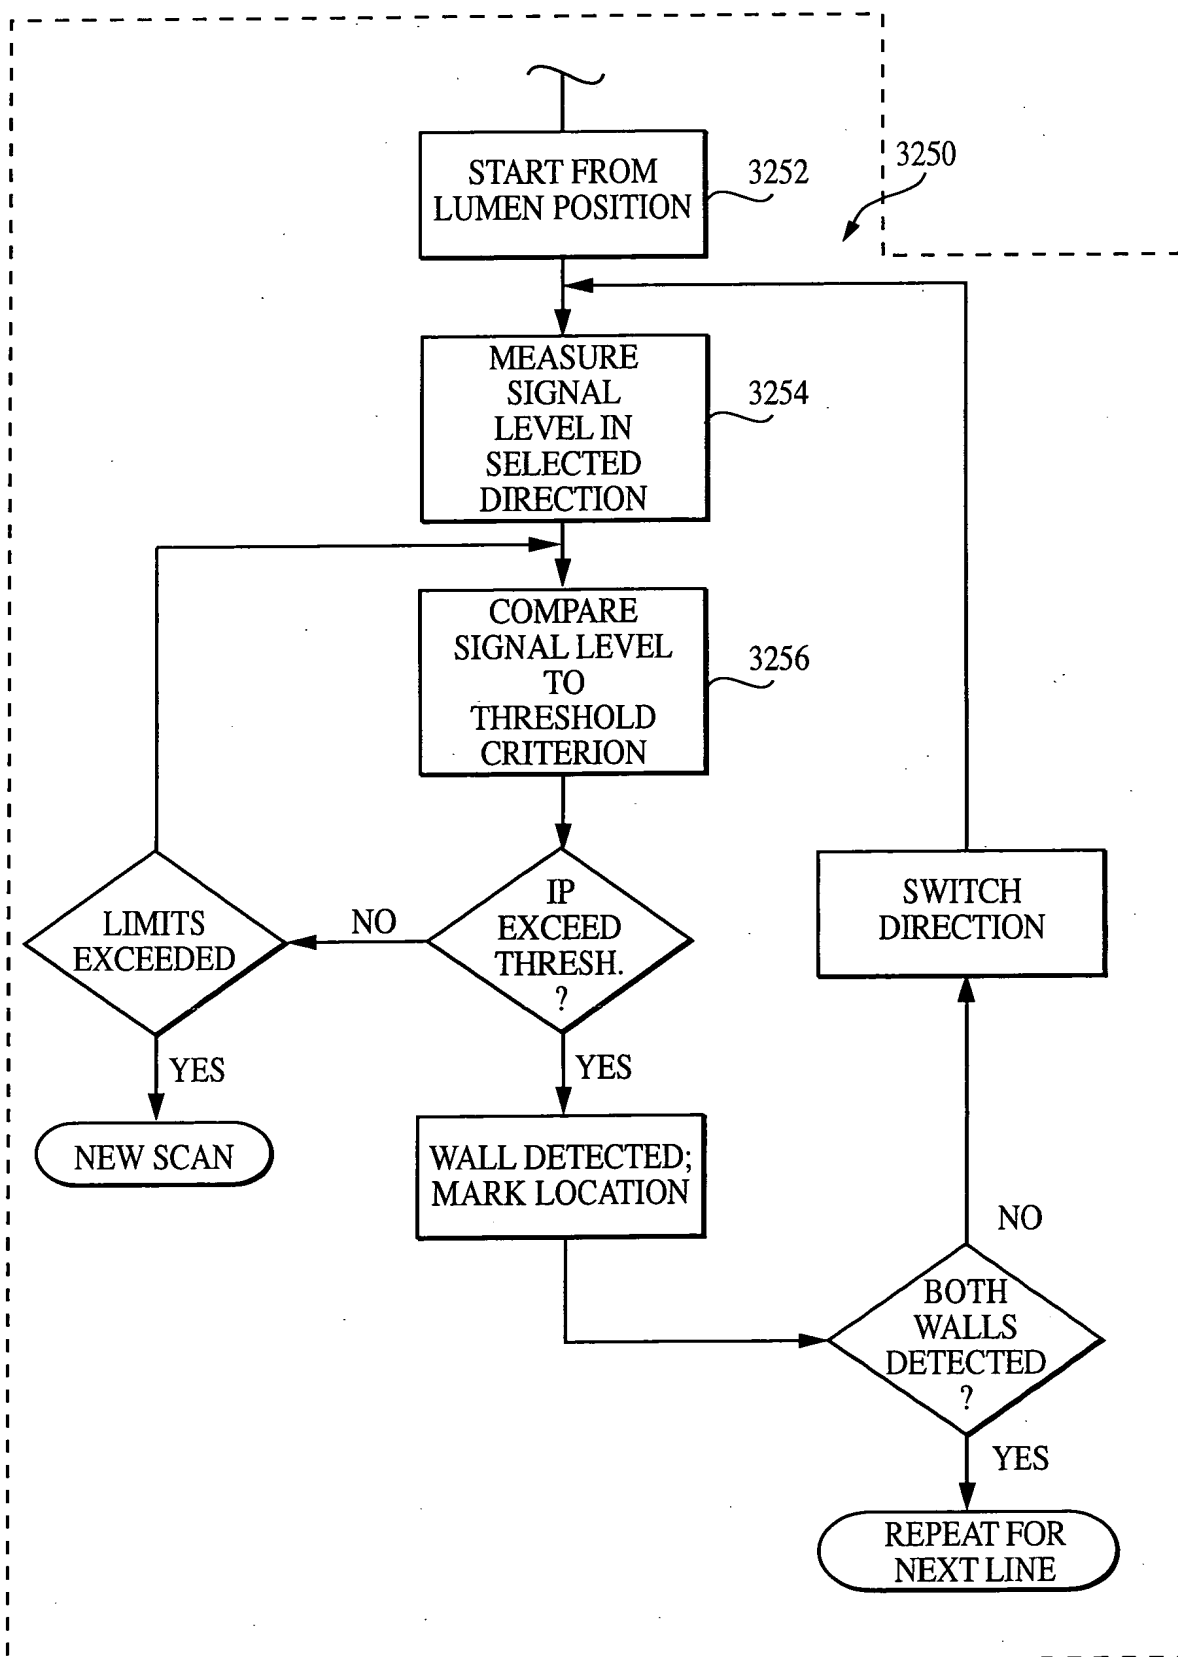 START FROM
LUMEN POSITION
3252
3250
MEASURE
SIGNAL
LEVEL IN
SELECTED
DIRECTION
3254
COMPARE
SIGNAL LEVEL
TO
THRESHOLD
CRITERION
3256
LIMITS
EXCEEDED
NO
IP
EXCEED
THRESH.
?
SWITCH
DIRECTION
YES
YES
NEW SCAN
WALL DETECTED;
MARK LOCATION
NO
BOTH
WALLS
DETECTED
?
YES
REPEAT FOR
NEXT LINE